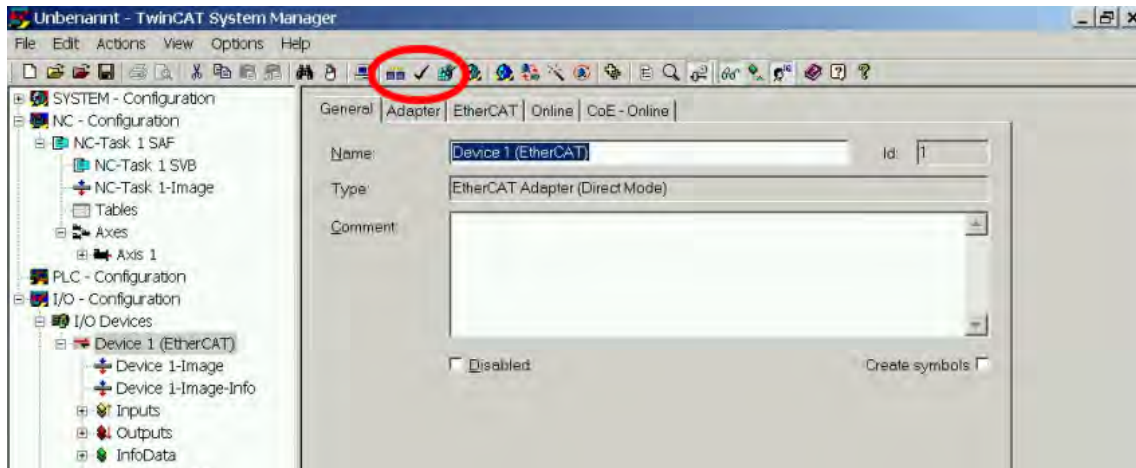 Unbenannt - TwinCAT System Manager
File Edit Actions View Options Help
SYSTEM - Configuration
NC - Configuration
NC-Task 1 SAF
NC-Task 1 SVB
NC-Task 1-Image
Tables
Axes
Axis 1
PLC - Configuration
I/O - Configuration
I/O Devices
Device 1 (EtherCAT)
Device 1-Image
Device 1-Image-Info
Inputs
Outputs
InfoData
General Adapter EtherCAT Online CoE - Online
Name: Device 1 (EtherCAT) Id: 1
Type: EtherCAT Adapter (Direct Mode)
Comment:
Disabled Create symbols